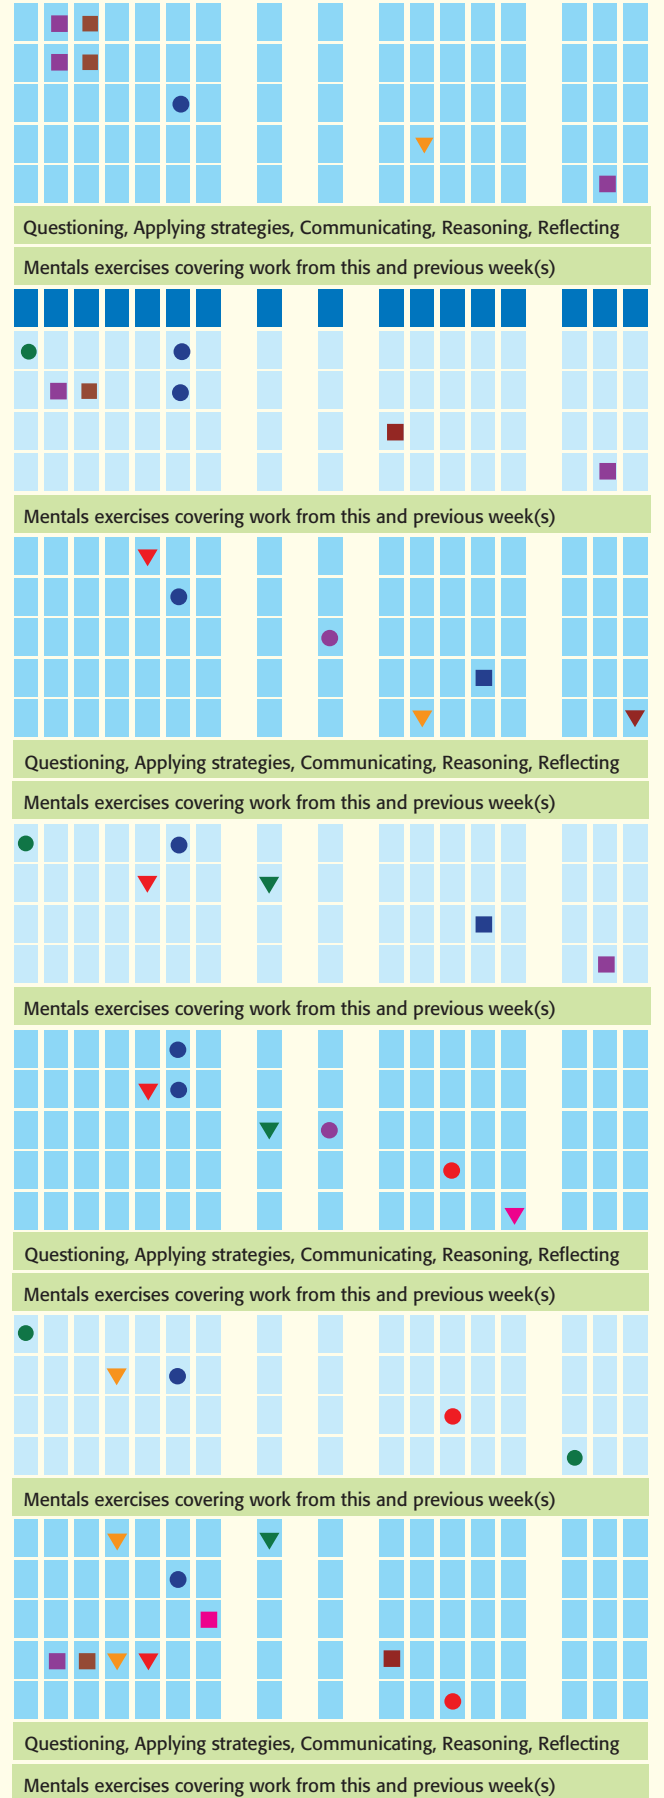 Questioning, Applying strategies, Communicating, Reasoning, Reflecting
Mentals exercises covering work from this and previous week(s)
Mentals exercises covering work from this and previous week(s)
Questioning, Applying strategies, Communicating, Reasoning, Reflecting
Mentals exercises covering work from this and previous week(s)
Mentals exercises covering work from this and previous week(s)
Questioning, Applying strategies, Communicating, Reasoning, Reflecting
Mentals exercises covering work from this and previous week(s)
Mentals exercises covering work from this and previous week(s)
Questioning, Applying strategies, Communicating, Reasoning, Reflecting
Mentals exercises covering work from this and previous week(s)